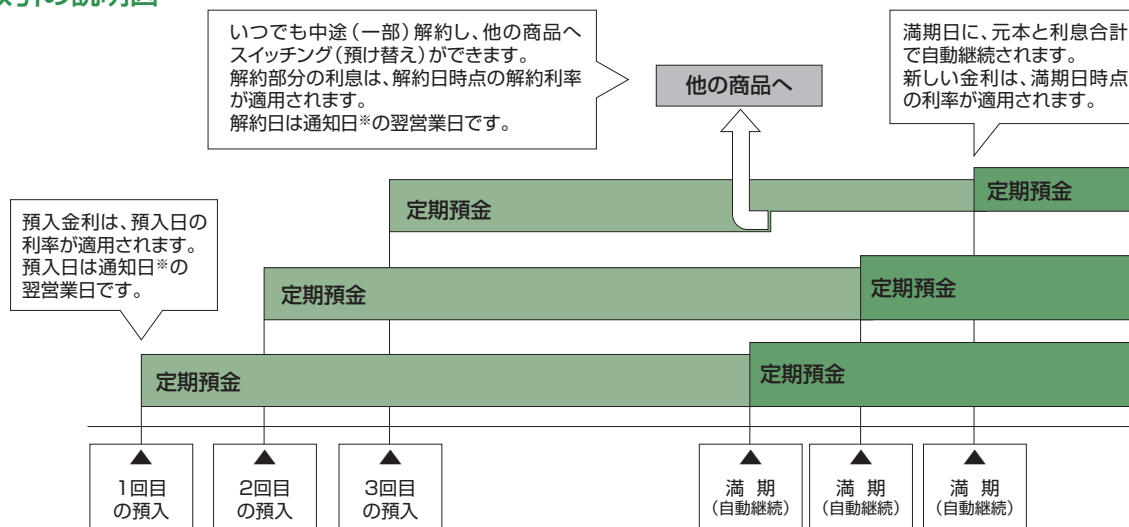 の説明図
いつでも中途（一部）解約し、他の商品へ
スイッチング（預け替え）ができます。
解約部分の利息は、解約日時点の解約利率
が適用されます。
解約日は通知日※の翌営業日です。
他の商品へ
満期日に、元本と利息合計
で自動継続されます。
新しい金利は、満期日時点
の利率が適用されます。
預入金利は、預入日の
利率が適用されます。
預入日は通知日※の
翌営業日です。
定期預金
定期預金
定期預金
定期預金
定期預金
定期預金
1回目
の預入
2回目
の預入
3回目
の預入
満 期
（自動継続）
満 期
（自動継続）
満 期
（自動継続）